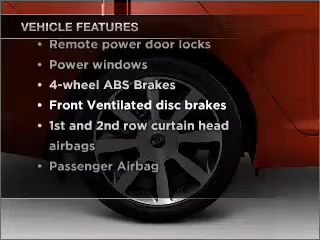 VEHICLE FEATURES
• Remote power door locks
• Power windows
• 4-wheel ABS Brakes
• Front Ventilated disc brakes
• 1st and 2nd row curtain head
airbags
• Passenger Airbag